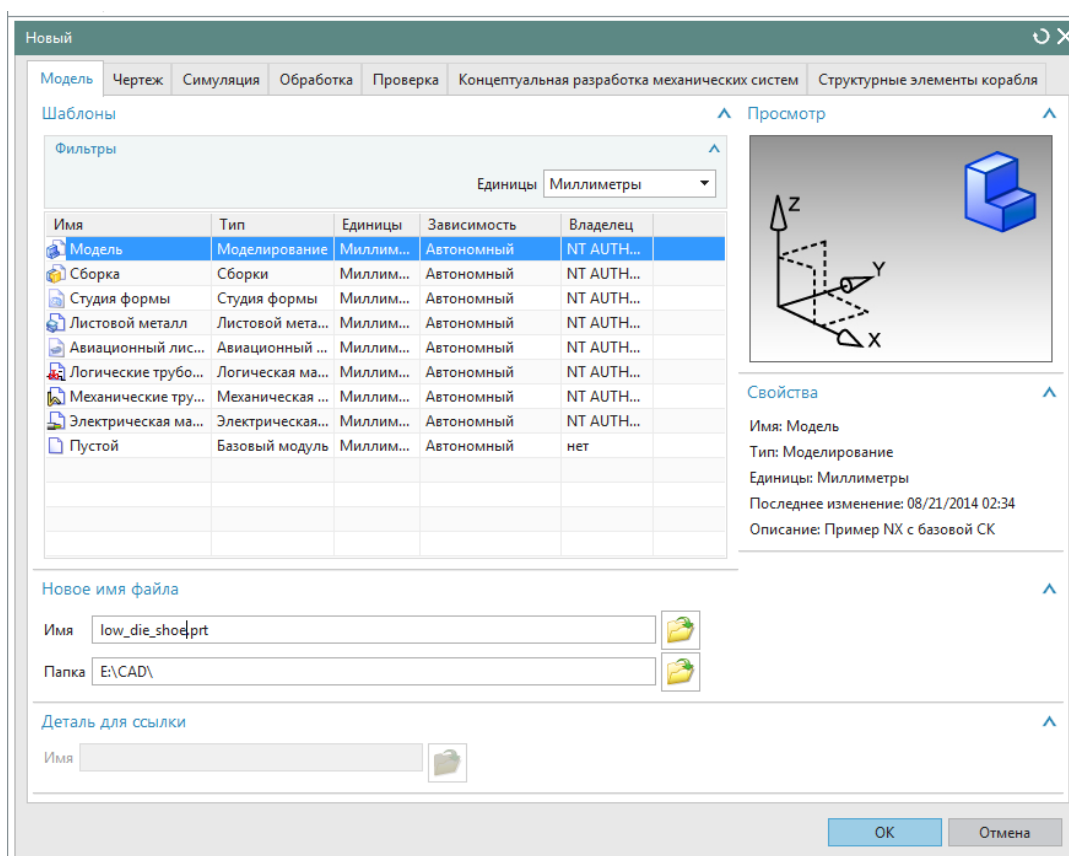 Новый
Модель Чертеж Симуляция Обработка Проверка Концептуальная разработка механических систем Структурные элементы корабля
Шаблоны
Фильтры
Единицы Миллиметры
Имя Тип Единицы Зависимость Владелец
Модель Моделирование Миллим... Автономный NT AUTH...
Сборка Сборки Миллим... Автономный NT AUTH...
Студия формы Студия формы Миллим... Автономный NT AUTH...
Листовой металл Листовой мета... Миллим... Автономный NT AUTH...
Авиационный лис... Авиационный ... Миллим... Автономный NT AUTH...
Логические трубо... Логическая ма... Миллим... Автономный NT AUTH...
Механические тру... Механическая ... Миллим... Автономный NT AUTH...
Электрическая ма... Электрическая... Миллим... Автономный NT AUTH...
Пустой Базовый модуль Миллим... Автономный нет
Просмотр
Z
Y
X
Свойства
Имя: Модель
Тип: Моделирование
Единицы: Миллиметры
Последнее изменение: 08/21/2014 02:34
Описание: Пример NX с базовой СК
Новое имя файла
Имя low_die_shoe.prt
Папка E:\CAD\
Деталь для ссылки
Имя
OK Отмена